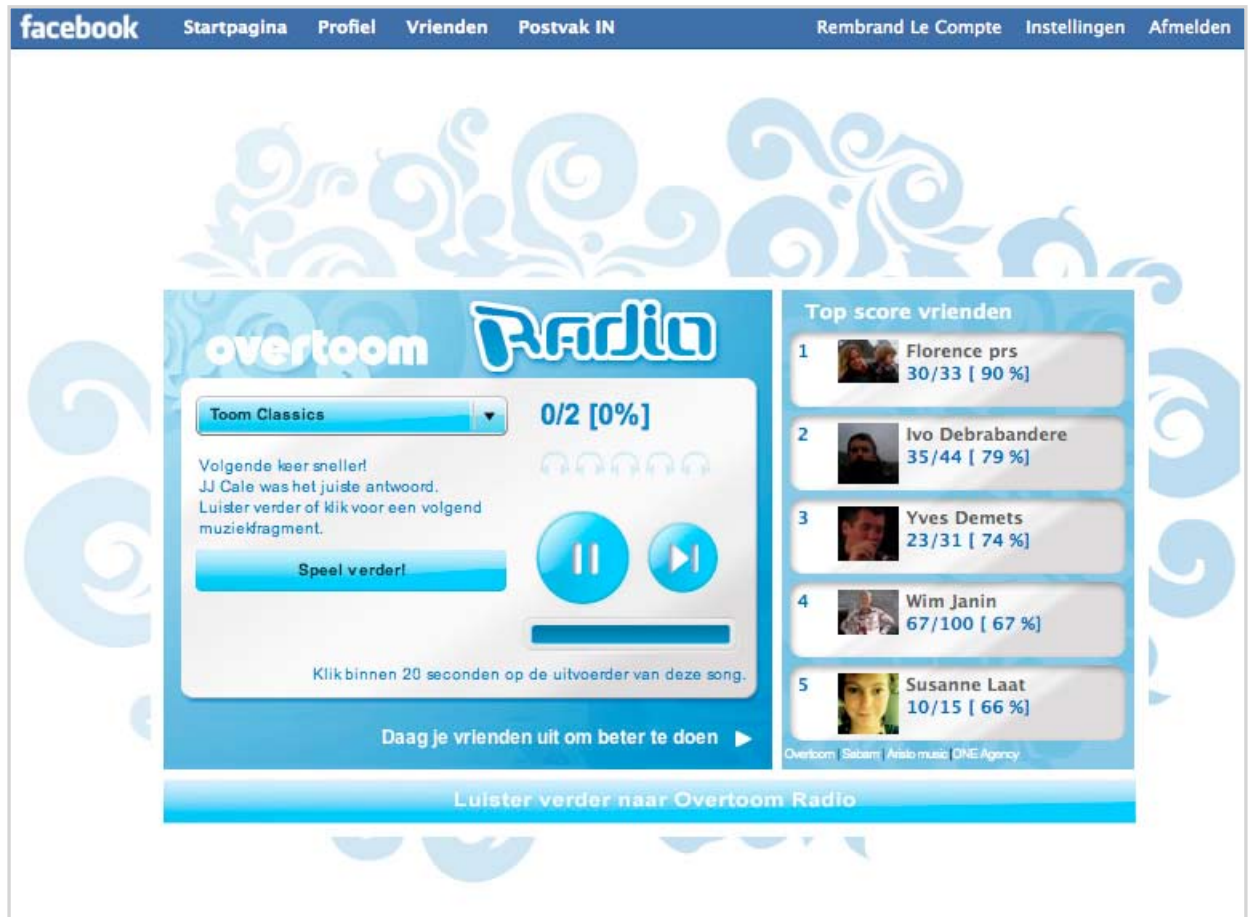 facebook Startpagina Profiel Vrienden Postvak IN Rembrand Le Compte Instellingen Afmelden
overtoom Radio
Toom Classics
0/2 [0%]
Volgende keer sneller!
JJ Cale was het juiste antwoord.
Luister verder of klik voor een volgend
muziekfragment.
Speel verder!
Klik binnen 20 seconden op de uitvoerder van deze song.
Daag je vrienden uit om beter te doen
Top score vrienden
1 Florence prs
30/33 [ 90 %]
2 Ivo Debrabandere
35/44 [ 79 %]
3 Yves Demets
23/31 [ 74 %]
4 Wim Janin
67/100 [ 67 %]
5 Susanne Laat
10/15 [ 66 %]
Overtoom | Sabam | Aristo music | ONE Agency
Luister verder naar Overtoom Radio